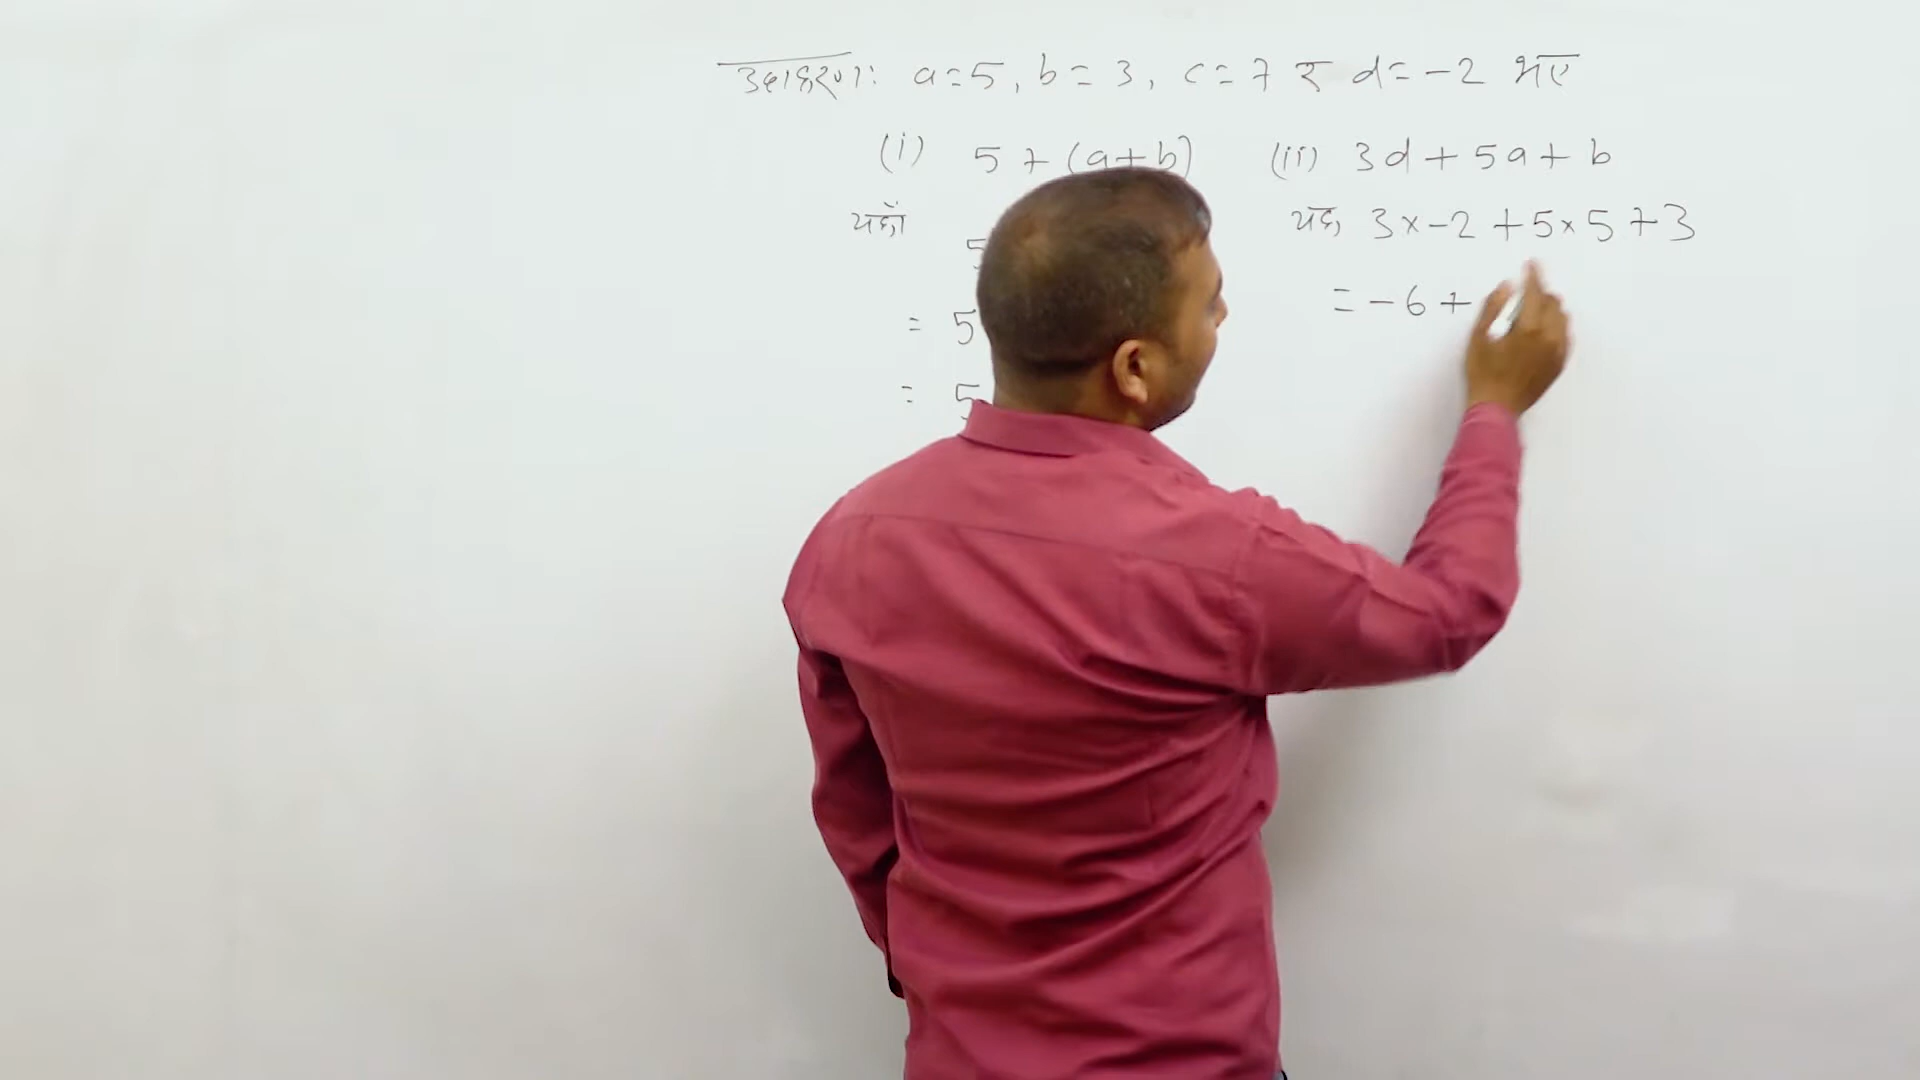 उदाहरण: a=5, b=3, c=7 र d=-2 भए
(i) 5+(a+b)
(ii) 3d+5a+b
यहाँ
5
= 5
= 5
यहाँ 3×-2+5×5+3
=-6+